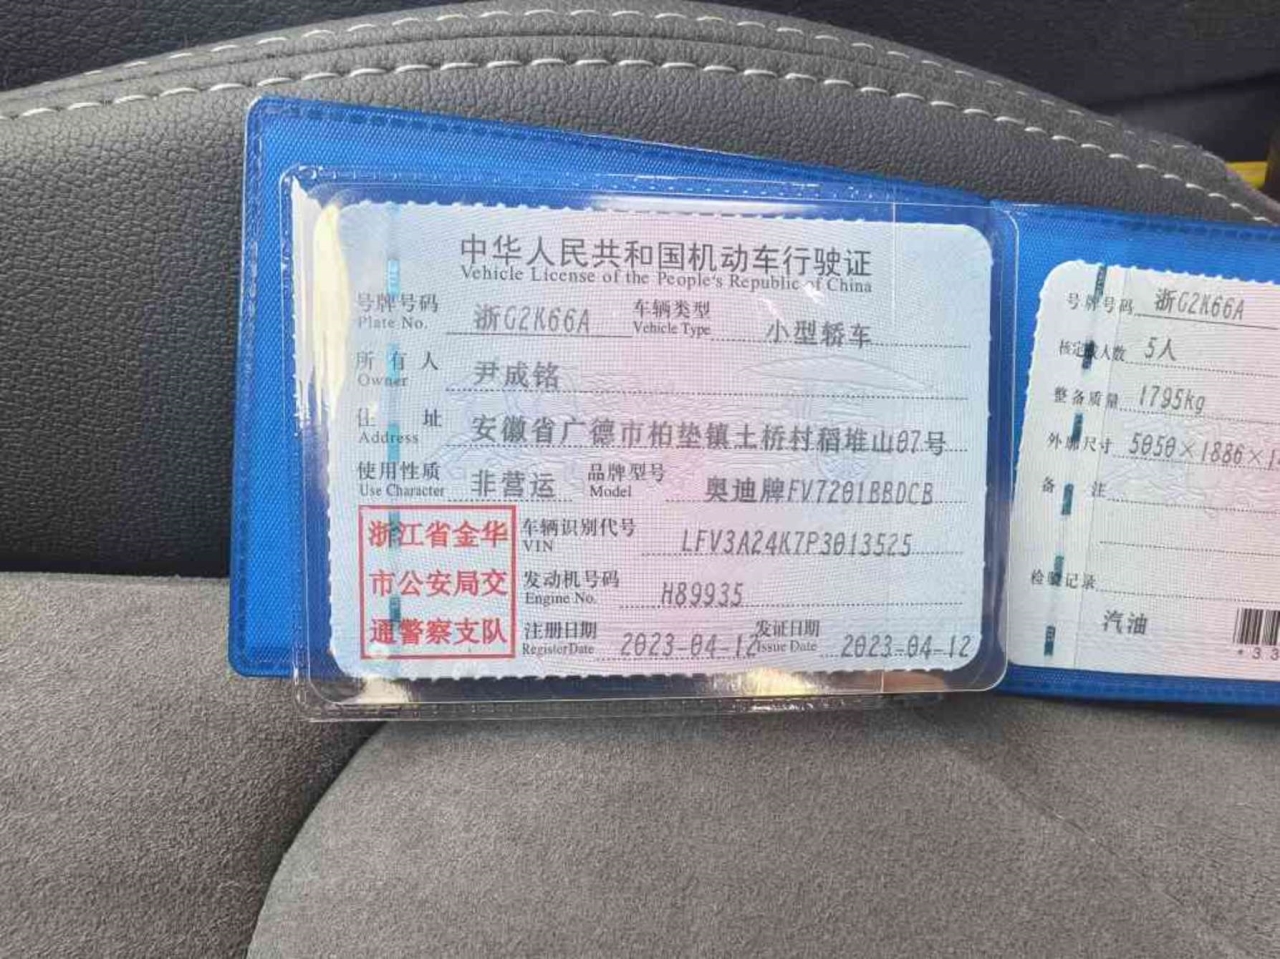 中华人民共和国机动车行驶证
Vehicle License of the People's Republic of China
号牌号码 浙G2K66A 车辆类型 小型轿车
Plate No. Vehicle Type
所有人 尹成铭
Owner
住址 安徽省广德市柏垫镇土桥村稻堆山07号
Address
使用性质 非营运 品牌型号 奥迪牌FV7201BBDCB
Use Character Model
浙江省金华
市公安局交
通警察支队
车辆识别代号 LFV3A24K7P3013525
VIN
发动机号码 H89935
Engine No.
注册日期 2023-04-12 发证日期 2023-04-12
Register Date Issue Date
号牌号码 浙G2K66A
核定载人数 5人
整备质量 1795kg
外廓尺寸 5050×1886×1
备注
检验记录
汽油
*33